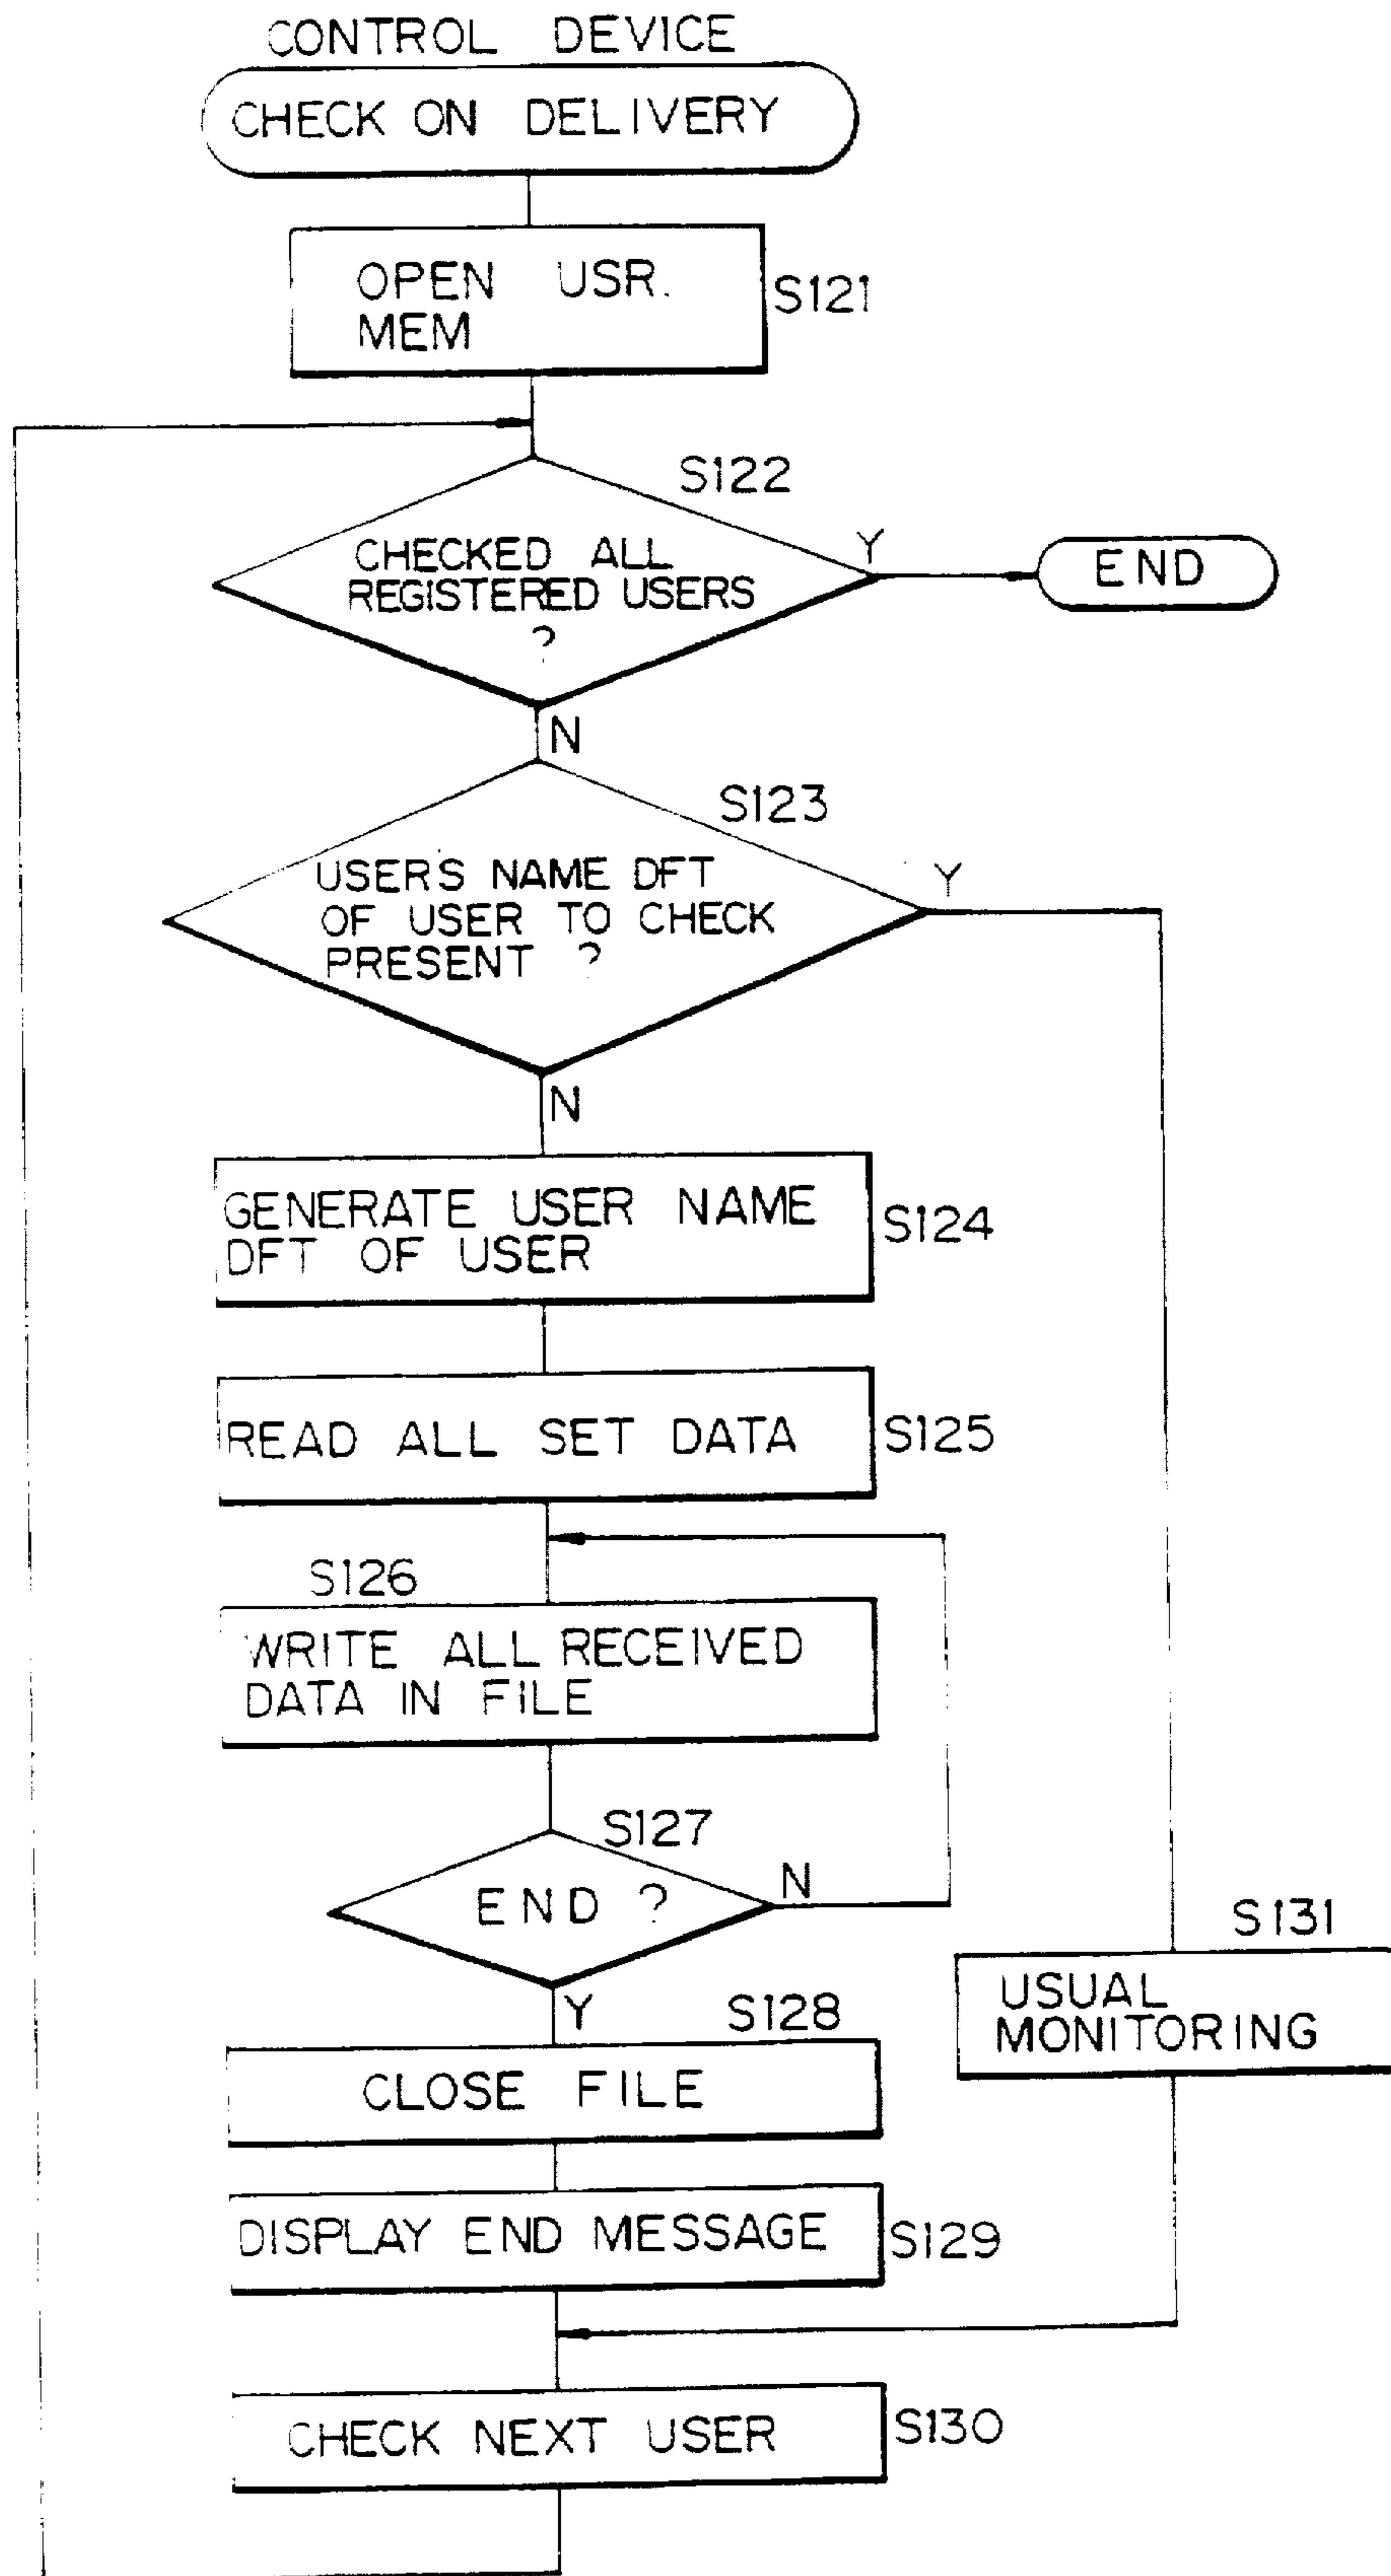 CONTROL DEVICE
CHECK ON DELIVERY
OPEN USR.
MEM
S121
S122
CHECKED ALL
REGISTERED USERS
?
Y
END
N
S123
USERS NAME DFT
OF USER TO CHECK
PRESENT ?
Y
N
GENERATE USER NAME
DFT OF USER
S124
READ ALL SET DATA
S125
S126
WRITE ALL RECEIVED
DATA IN FILE
S127
END ?
N
Y
S131
USUAL
MONITORING
S128
CLOSE FILE
DISPLAY END MESSAGE
S129
CHECK NEXT USER
S130